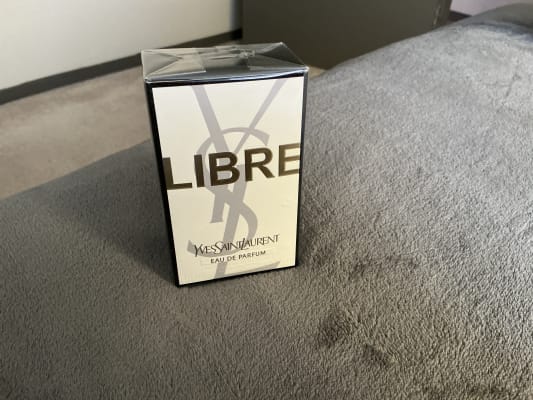 LIBRE
YVESSAINTLAURENT
EAU DE PARFUM